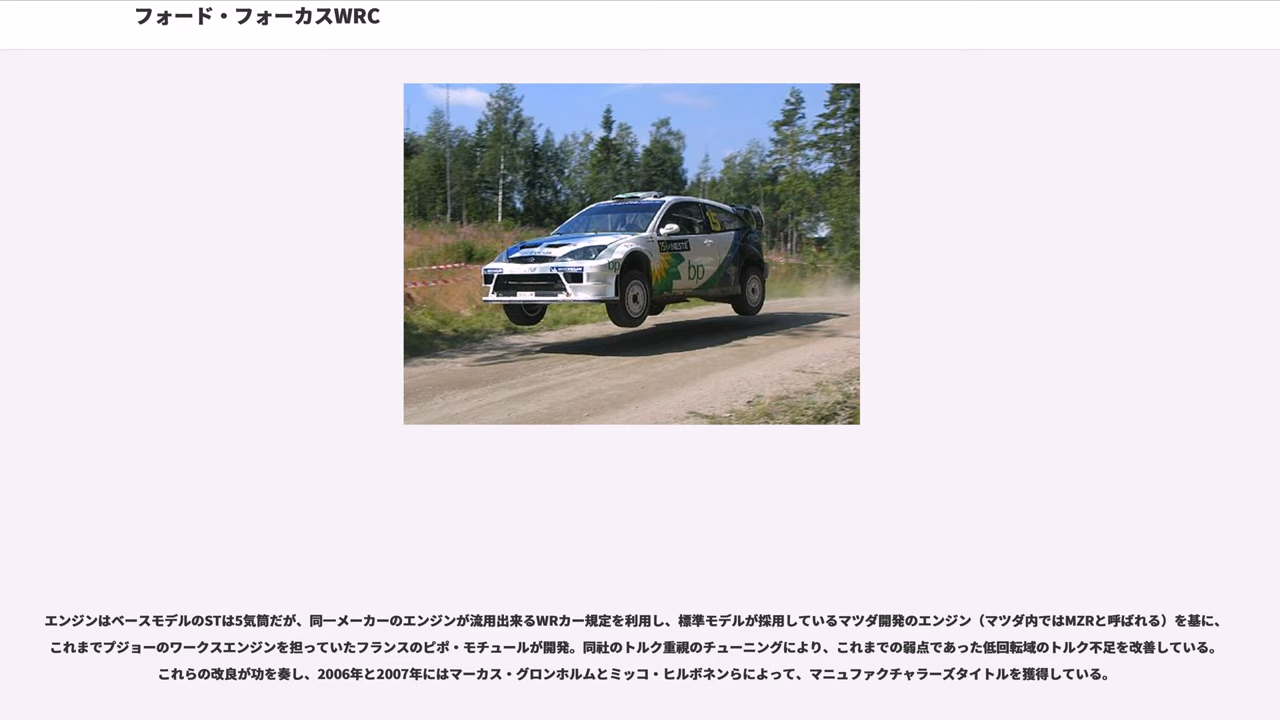 フォード・フォーカスWRC
15
15
NESTE
bp
bp
エンジンはベースモデルのSTは5気筒だが、同一メーカーのエンジンが流用出来るWRカー規定を利用し、標準モデルが採用しているマツダ開発のエンジン（マツダ内ではMZRと呼ばれる）を基に、
これまでプジョーのワークスエンジンを担っていたフランスのピポ・モチュールが開発。同社のトルク重視のチューニングにより、これまでの弱点であった低回転域のトルク不足を改善している。
これらの改良が功を奏し、2006年と2007年にはマーカス・グロンホルムとミッコ・ヒルボネンらによって、マニュファクチャラーズタイトルを獲得している。